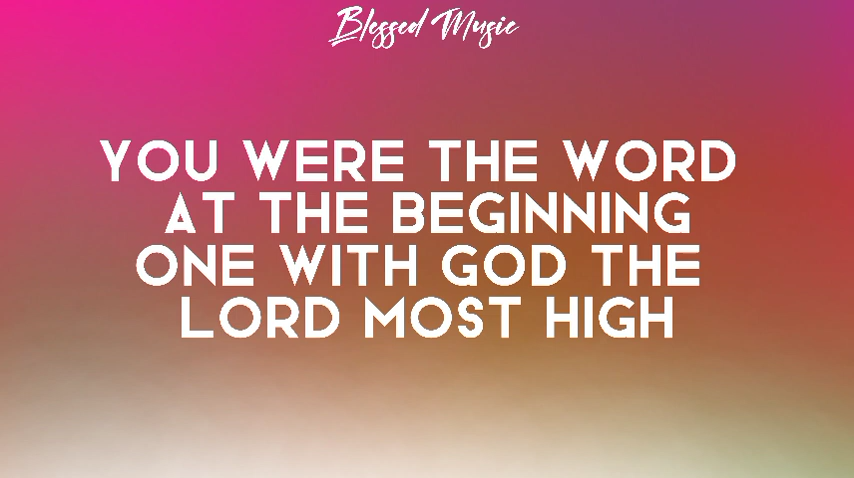 Blessed Music
YOU WERE THE WORD
AT THE BEGINNING
ONE WITH GOD THE
LORD MOST HIGH